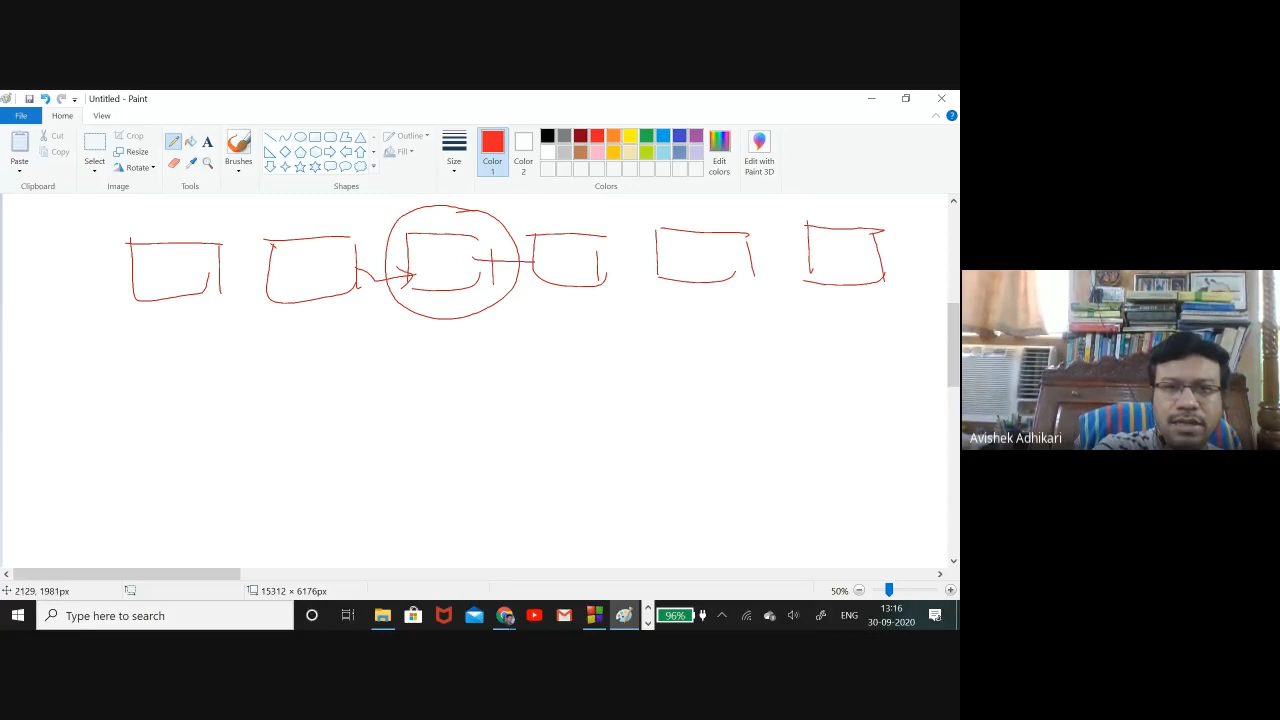 Untitled - Paint
File Home View
Cut
Copy
Paste
Clipboard
Crop
Resize
Rotate
Select
Image
Tools
Brushes
Shapes
Outline
Fill
Size
Color 1
Color 2
Edit colors
Colors
Edit with Paint 3D
Avishek Adhikari
2129, 1981px
15312 × 6176px
50%
Type here to search
96%
ENG
13:16
30-09-2020